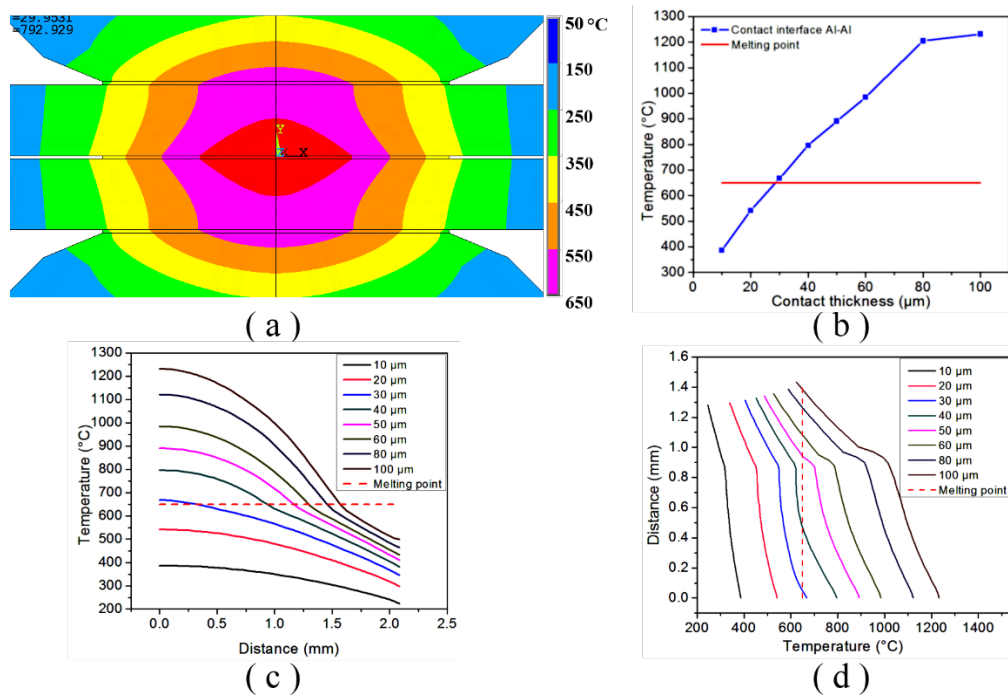 =29.9531
=792.929
50 °C
150
250
350
450
550
650
Y
Z X
( a )
1300
1200
1100
1000
900
800
700
600
500
400
300
0 20 40 60 80 100
Temperature (°C)
Contact thickness (µm)
Contact interface Al-Al
Melting point
( b )
1300
1200
1100
1000
900
800
700
600
500
400
300
200
0.0 0.5 1.0 1.5 2.0 2.5
Temperature (°C)
Distance (mm)
10 µm
20 µm
30 µm
40 µm
50 µm
60 µm
80 µm
100 µm
Melting point
( c )
1.6
1.4
1.2
1.0
0.8
0.6
0.4
0.2
0.0
200 400 600 800 1000 1200 1400
Distance (mm)
Temperature (°C)
10 µm
20 µm
30 µm
40 µm
50 µm
60 µm
80 µm
100 µm
Melting point
( d )